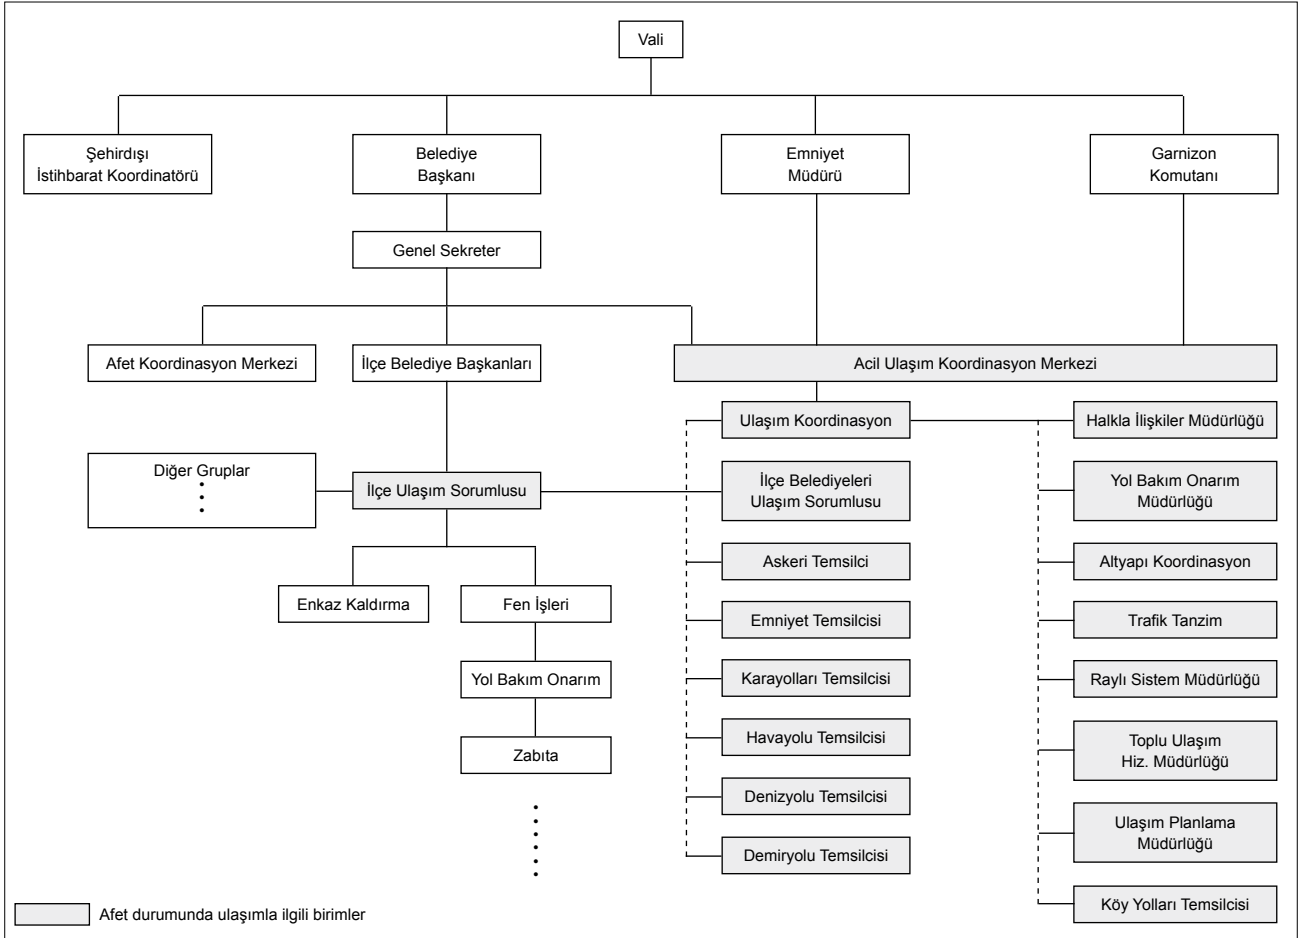 Vali
Şehirdışı
İstihbarat Koordinatörü
Belediye
Başkanı
Emniyet
Müdürü
Garnizon
Komutanı
Genel Sekreter
Afet Koordinasyon Merkezi
İlçe Belediye Başkanları
Acil Ulaşım Koordinasyon Merkezi
Ulaşım Koordinasyon
Halkla İlişkiler Müdürlüğü
Diğer Gruplar
İlçe Ulaşım Sorumlusu
İlçe Belediyeleri
Ulaşım Sorumlusu
Yol Bakım Onarım
Müdürlüğü
Askeri Temsilci
Altyapı Koordinasyon
Enkaz Kaldırma
Fen İşleri
Emniyet Temsilcisi
Trafik Tanzim
Yol Bakım Onarım
Karayolları Temsilcisi
Raylı Sistem Müdürlüğü
Zabıta
Havayolu Temsilcisi
Toplu Ulaşım
Hiz. Müdürlüğü
Denizyolu Temsilcisi
Ulaşım Planlama
Müdürlüğü
Demiryolu Temsilcisi
Köy Yolları Temsilcisi
Afet durumunda ulaşımla ilgili birimler